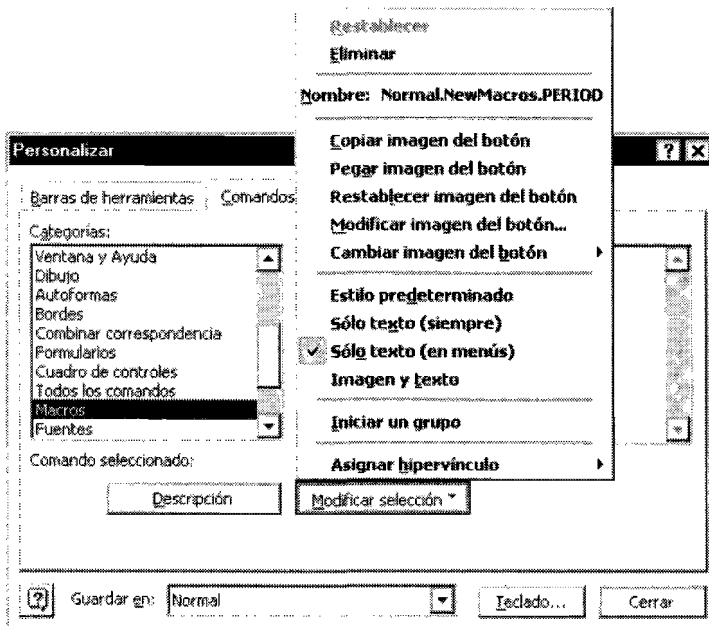 Restablecer
Eliminar
Nombre: Normal.NewMacros.PERIOD
Copiar imagen del botón
Pegar imagen del botón
Restablecer imagen del botón
Modificar imagen del botón...
Cambiar imagen del botón
Estilo predeterminado
Sólo texto (siempre)
Sólo texto (en menús)
Imagen y texto
Iniciar un grupo
Asignar hipervínculo
Personalizar
Barras de herramientas Comandos
Categorías:
Ventana y Ayuda
Dibujo
Autoformas
Bordes
Combinar correspondencia
Formularios
Cuadro de controles
Todos los comandos
Macros
Fuentes
Comando seleccionado:
Descripción Modificar selección
Guardar en: Normal Teclado... Cerrar